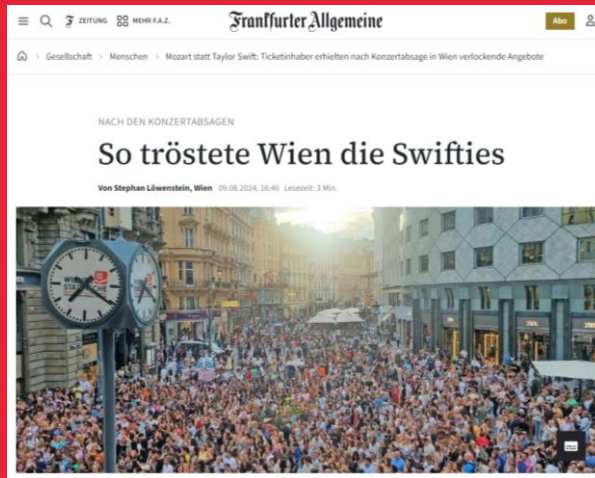 ZEITUNG
MEHR F.A.Z.
Frankfurter Allgemeine
Abo
Gesellschaft > Menschen > Mozart statt Taylor Swift: Ticketinhaber erhielten nach Konzertabsage in Wien verlockende Angebote
NACH DEN KONZERTABSAGEN
So tröstete Wien die Swifties
Von Stephan Löwenstein, Wien 09.08.2024, 16:46 Lesezeit: 3 Min.